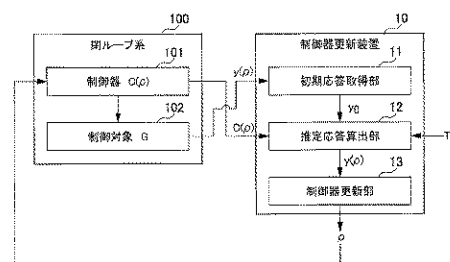 100
閉ループ系
101
制御器 C(ρ)
102
制御対象 G
y(ρ)
C(ρ)
10
制御器更新装置
11
初期応答取得部
y0
12
推定応答算出部
T
y(ρ)
13
制御器更新部
ρ